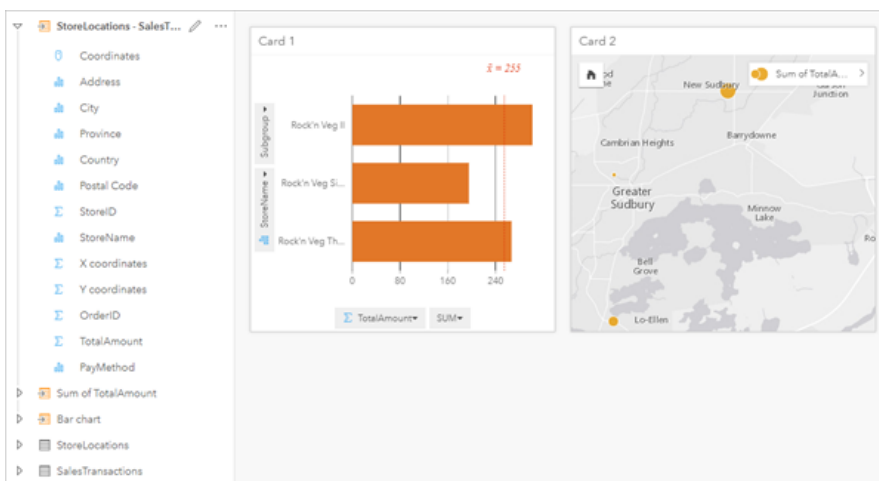 StoreLocations - SalesT...
Coordinates
Address
City
Province
Country
Postal Code
StoreID
StoreName
X coordinates
Y coordinates
OrderID
TotalAmount
PayMethod
Sum of TotalAmount
Bar chart
StoreLocations
SalesTransactions
Card 1
x̄ = 255
Subgroup
StoreName
Rock'n Veg II
Rock'n Veg Si...
Rock'n Veg Th...
0 80 160 240
TotalAmount SUM
Card 2
Sum of TotalA...
New Sudbury
Junction
Cambrian Heights
Barrydowne
Greater
Sudbury
Minnow
Lake
Ro
Bell
Grove
Lo-Ellen